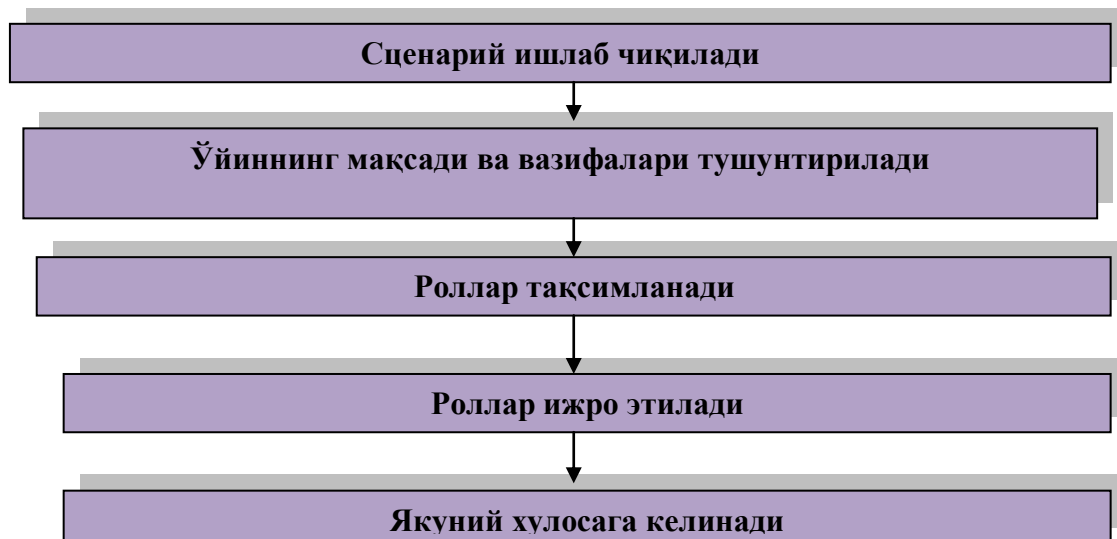 Сценарий ишлаб чиқилади
Ўйиннинг мақсади ва вазифалари тушунтирилади
Роллар тақсимланади
Роллар ижро этилади
Якуний хулосага келинади